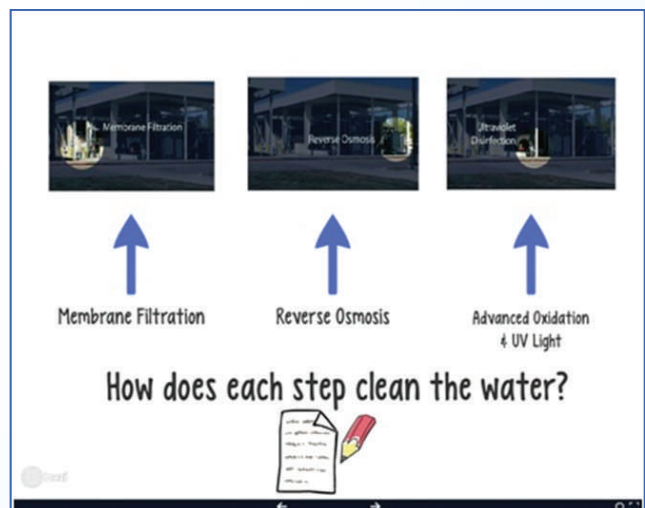 Membrane Filtration
Reverse Osmosis
Ultraviolet
Disinfection
Membrane Filtration
Reverse Osmosis
Advanced Oxidation
& UV Light
How does each step clean the water?